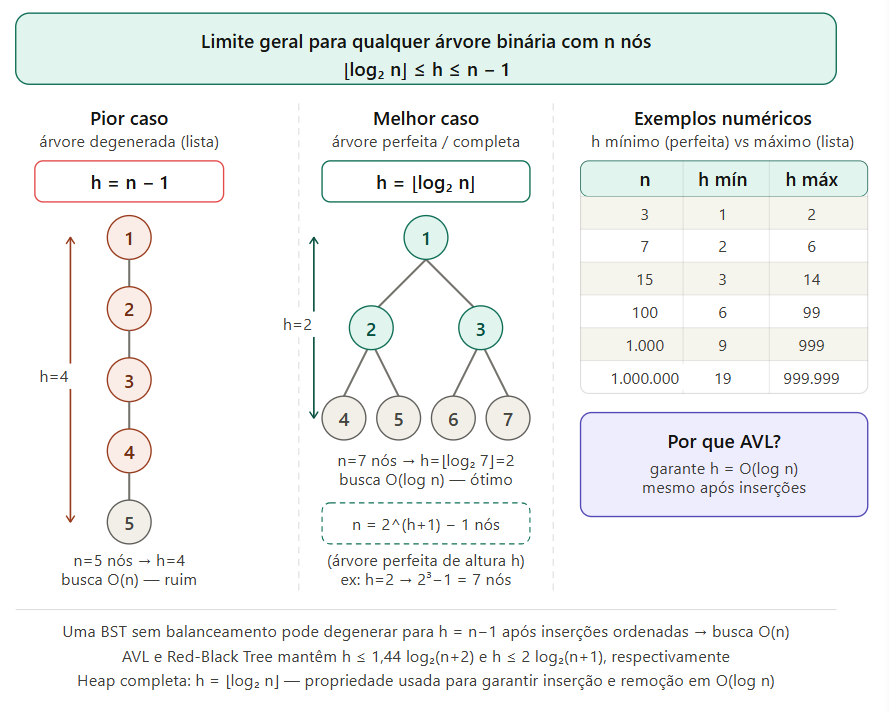 Limite geral para qualquer árvore binária com n nós
⌊log₂ n⌋ ≤ h ≤ n − 1
Pior caso
árvore degenerada (lista)
h = n − 1
1
2
3
4
5
h=4
n=5 nós → h=4
busca O(n) — ruim
Melhor caso
árvore perfeita / completa
h = ⌊log₂ n⌋
1
2
3
4
5
6
7
h=2
n=7 nós → h=⌊log₂ 7⌋=2
busca O(log n) — ótimo
n = 2^(h+1) − 1 nós
(árvore perfeita de altura h)
ex: h=2 → 2³−1 = 7 nós
Exemplos numéricos
h mínimo (perfeita) vs máximo (lista)
n h mín h máx
3 1 2
7 2 6
15 3 14
100 6 99
1.000 9 999
1.000.000 19 999.999
Por que AVL?
garante h = O(log n)
mesmo após inserções
Uma BST sem balanceamento pode degenerar para h = n−1 após inserções ordenadas → busca O(n)
AVL e Red-Black Tree mantêm h ≤ 1,44 log₂(n+2) e h ≤ 2 log₂(n+1), respectivamente
Heap completa: h = ⌊log₂ n⌋ — propriedade usada para garantir inserção e remoção em O(log n)